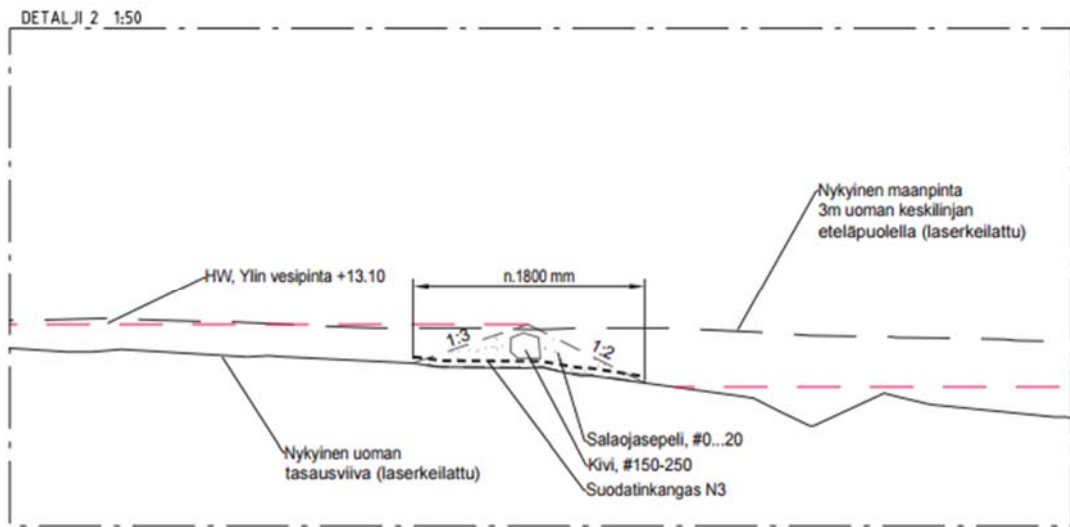 DETALJI 2 1:50
Nykyinen maanpinta
3m uoman keskilinjan
eteläpuolella (laserkeilattu)
HW, Ylin vesipinta +13.10
n.1800 mm
1:3
1:2
Salaojasepeli, #0...20
Kivi, #150-250
Suodatinkangas N3
Nykyinen uoman
tasausviiva (laserkeilattu)